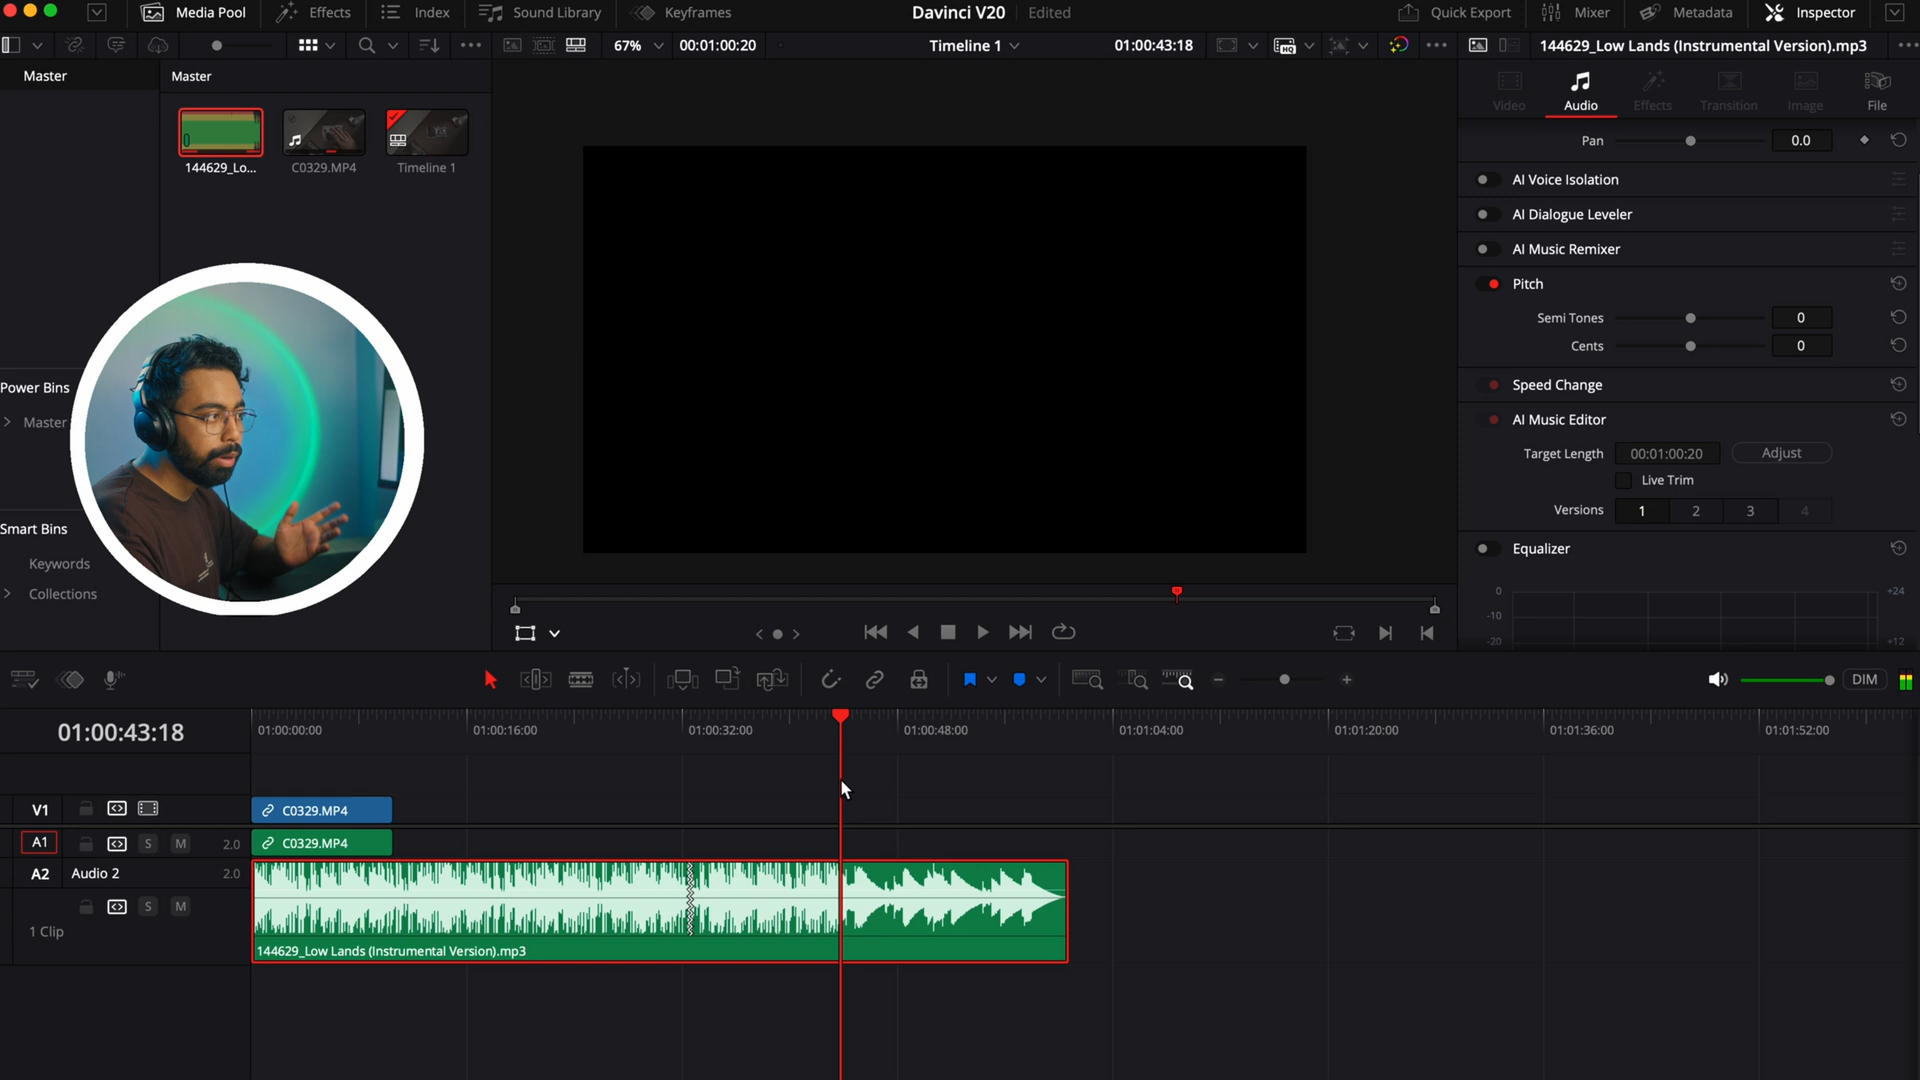 Media Pool
Effects
Index
Sound Library
Keyframes
Davinci V20
Edited
Quick Export
Mixer
Metadata
Inspector
67%
00:01:00:20
Timeline 1
01:00:43:18
144629_Low Lands (Instrumental Version).mp3
Master
Master
144629_Lo...
C0329.MP4
Timeline 1
Power Bins
Master
Smart Bins
Keywords
Collections
Video
Audio
Effects
Transition
Image
File
Pan
0.0
AI Voice Isolation
AI Dialogue Leveler
AI Music Remixer
Pitch
Semi Tones
0
Cents
0
Speed Change
AI Music Editor
Target Length
00:01:00:20
Adjust
Live Trim
Versions
1
2
3
4
Equalizer
0
+24
-10
-20
+12
DIM
01:00:43:18
01:00:00:00
01:00:16:00
01:00:32:00
01:00:48:00
01:01:04:00
01:01:20:00
01:01:36:00
01:01:52:00
V1
C0329.MP4
A1
S
M
2.0
C0329.MP4
A2
Audio 2
2.0
S
M
1 Clip
144629_Low Lands (Instrumental Version).mp3